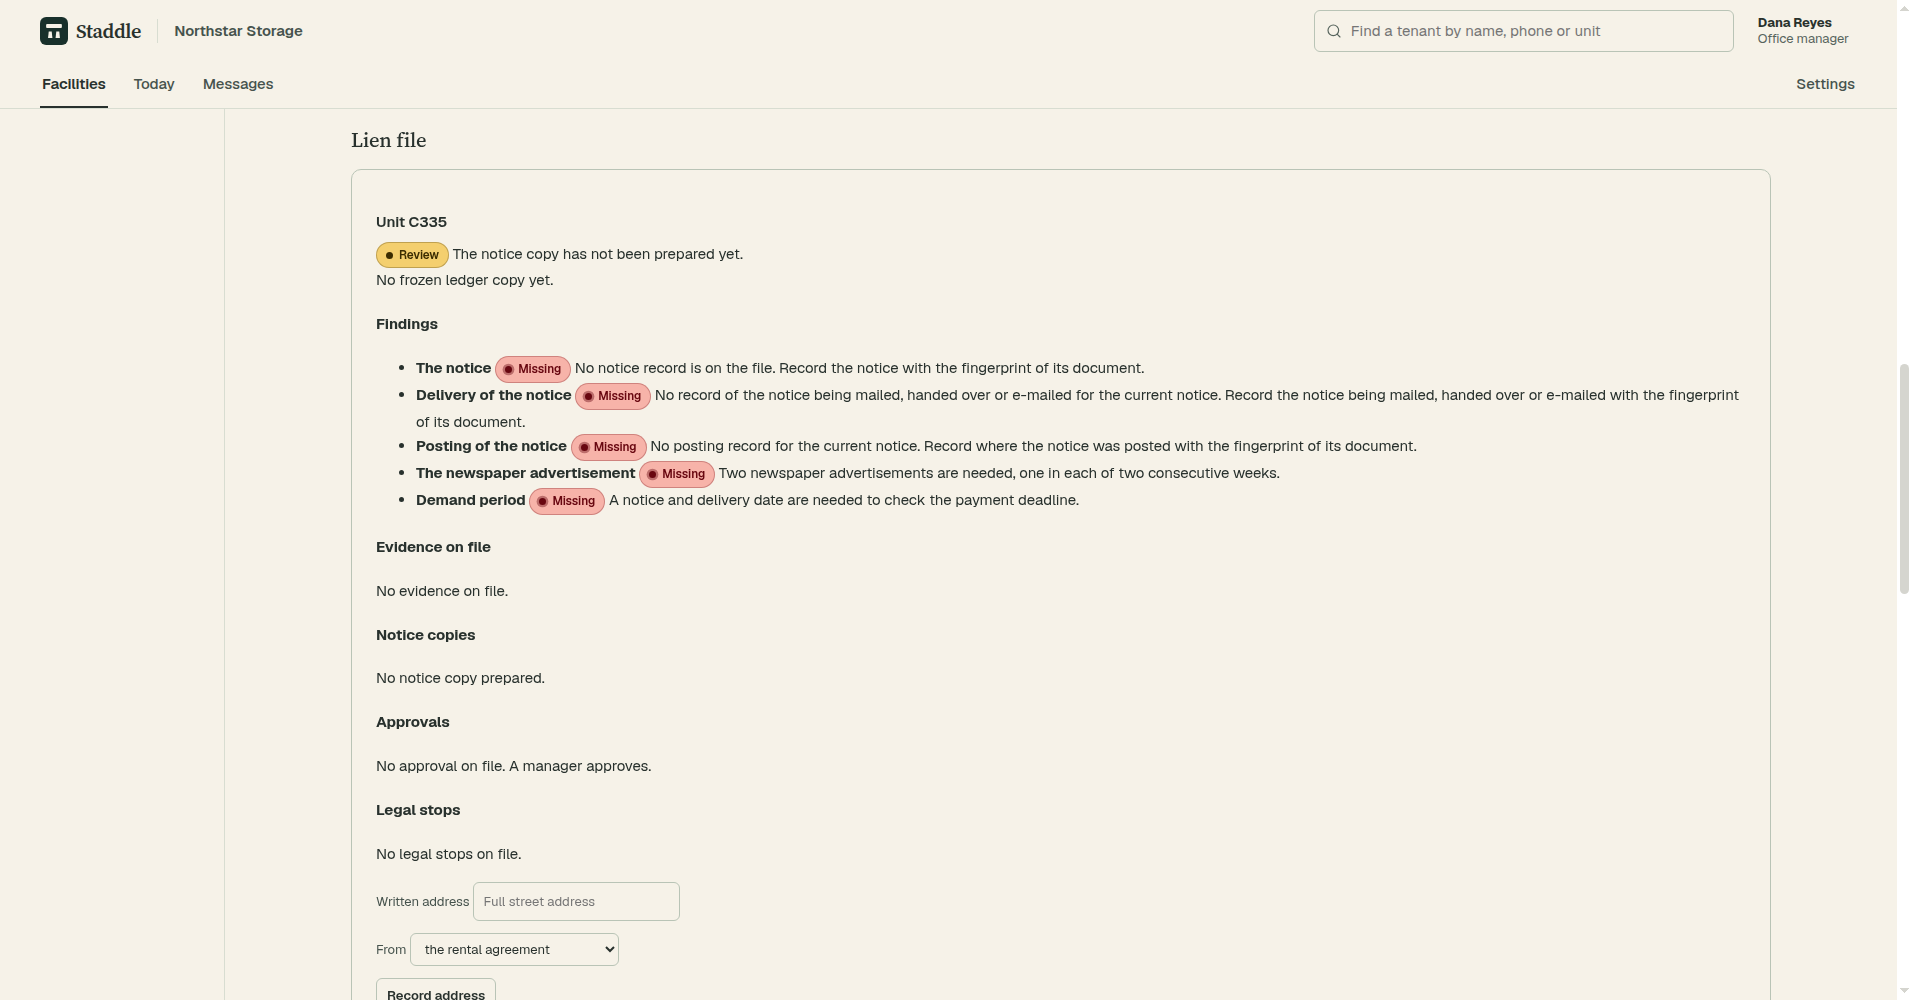 Staddle
Northstar Storage
Find a tenant by name, phone or unit
Dana Reyes
Office manager
Facilities
Today
Messages
Settings
Lien file
Unit C335
Review The notice copy has not been prepared yet.
No frozen ledger copy yet.
Findings
The notice Missing No notice record is on the file. Record the notice with the fingerprint of its document.
Delivery of the notice Missing No record of the notice being mailed, handed over or e-mailed for the current notice. Record the notice being mailed, handed over or e-mailed with the fingerprint
of its document.
Posting of the notice Missing No posting record for the current notice. Record where the notice was posted with the fingerprint of its document.
The newspaper advertisement Missing Two newspaper advertisements are needed, one in each of two consecutive weeks.
Demand period Missing A notice and delivery date are needed to check the payment deadline.
Evidence on file
No evidence on file.
Notice copies
No notice copy prepared.
Approvals
No approval on file. A manager approves.
Legal stops
No legal stops on file.
Written address Full street address
From the rental agreement
Record address